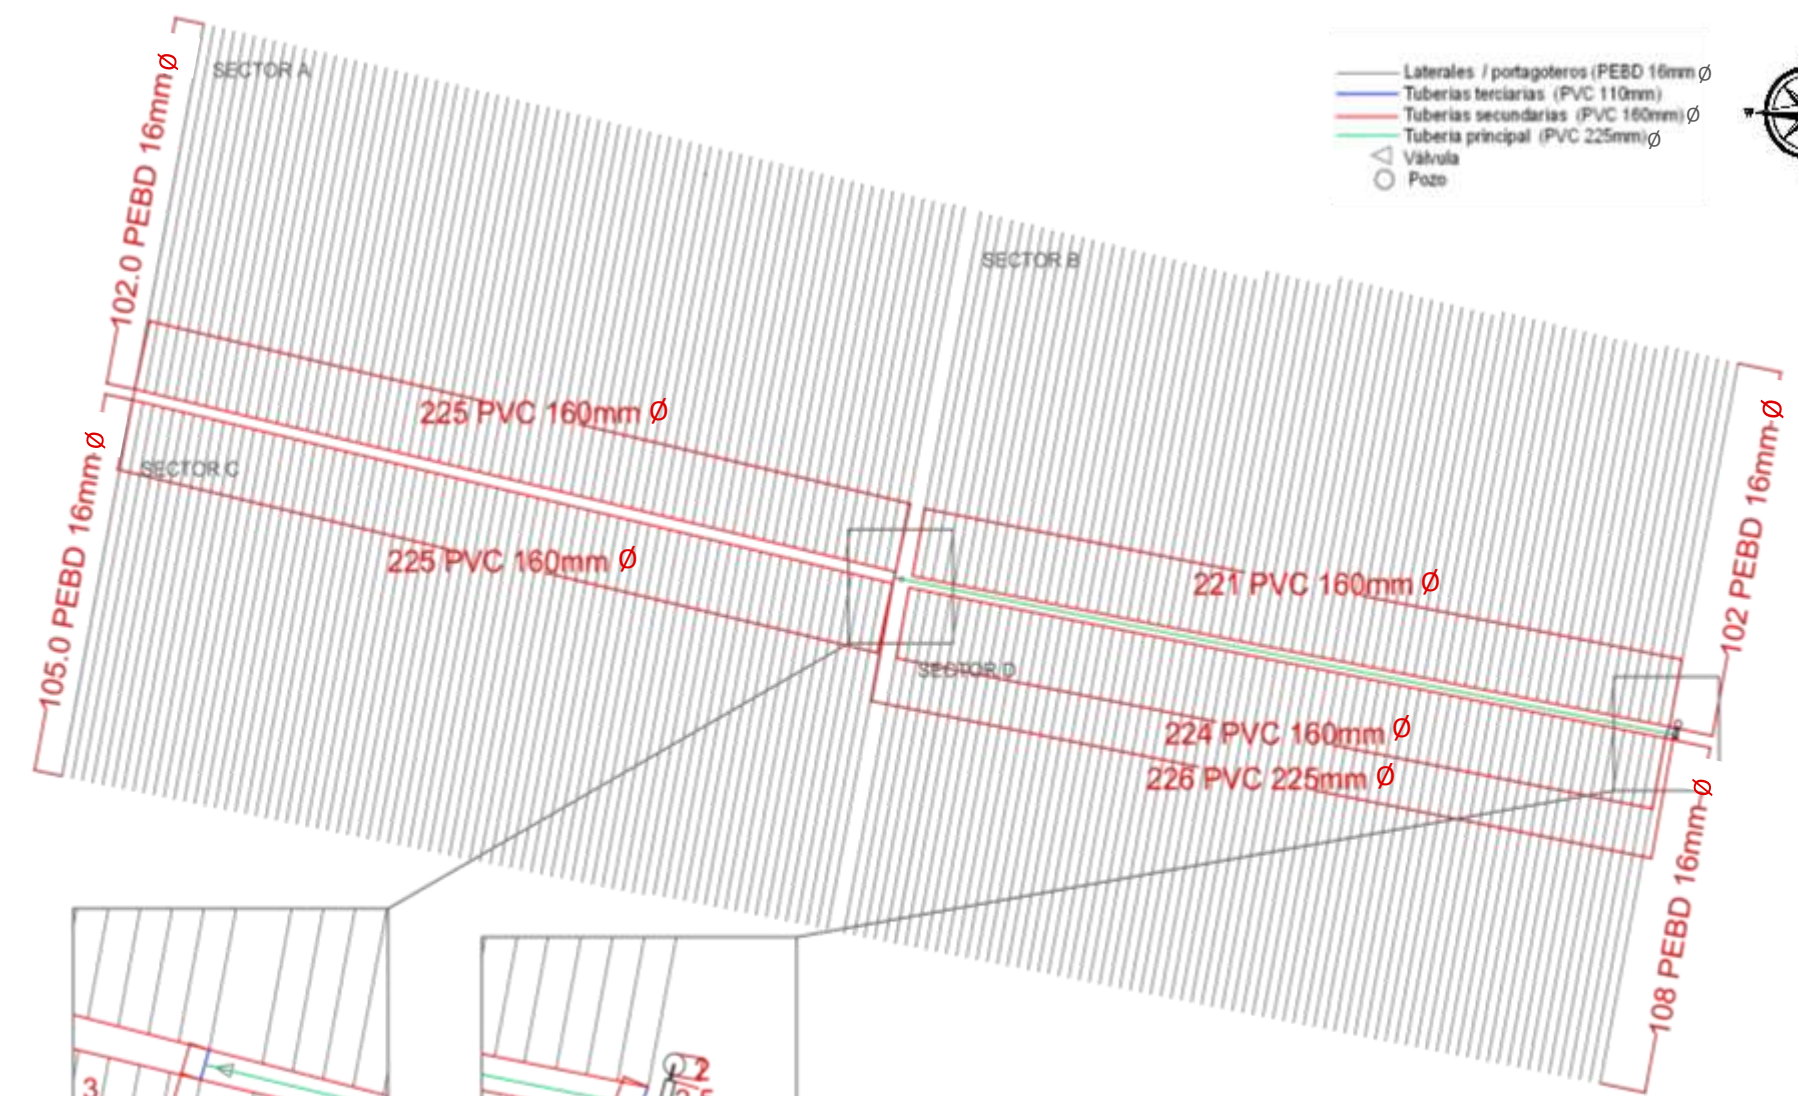 SECTOR A
102.0 PEBD 16mm Ø
Laterales / portagoteros (PEBD 16mm Ø
Tuberias terciarias (PVC 110mm)
Tuberias secundarias (PVC 160mm) Ø
Tuberia principal (PVC 225mm) Ø
Válvula
Pozo
W
SECTOR B
225 PVC 160mm Ø
SECTOR C
105.0 PEBD 16mm Ø
225 PVC 160mm Ø
221 PVC 160mm Ø
102 PEBD 16mm Ø
SECTOR D
224 PVC 160mm Ø
226 PVC 225mm Ø
108 PEBD 16mm Ø
3
2